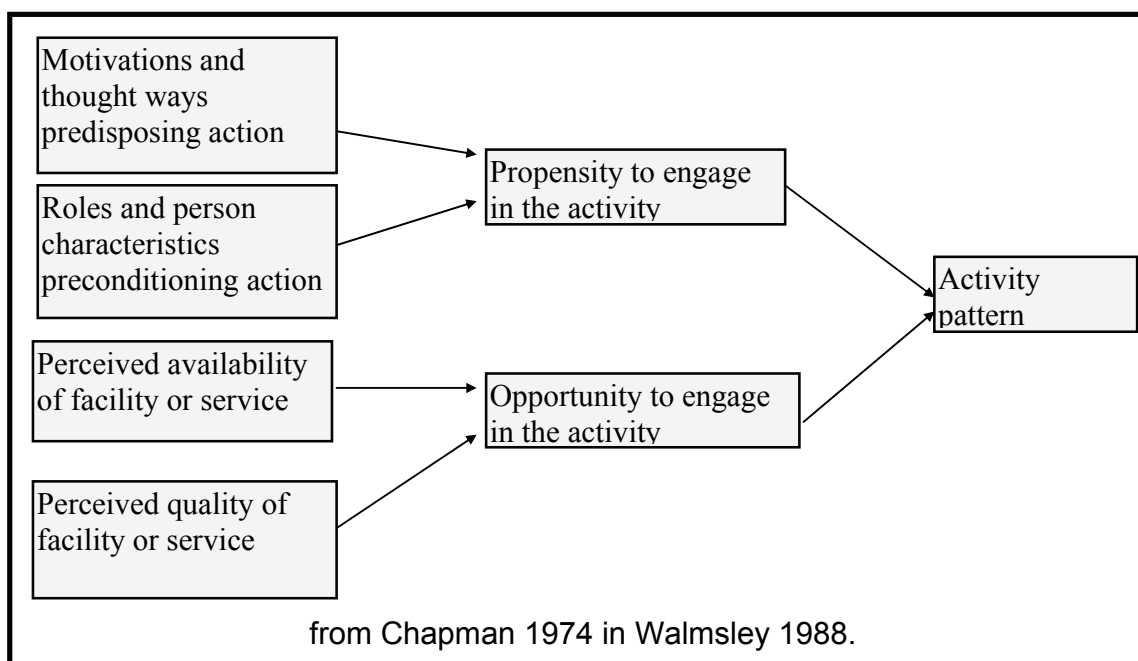 Motivations and
thought ways
predisposing action
Roles and person
characteristics
preconditioning action
Perceived availability
of facility or service
Perceived quality of
facility or service
Propensity to engage
in the activity
Opportunity to engage
in the activity
Activity
pattern
from Chapman 1974 in Walmsley 1988.